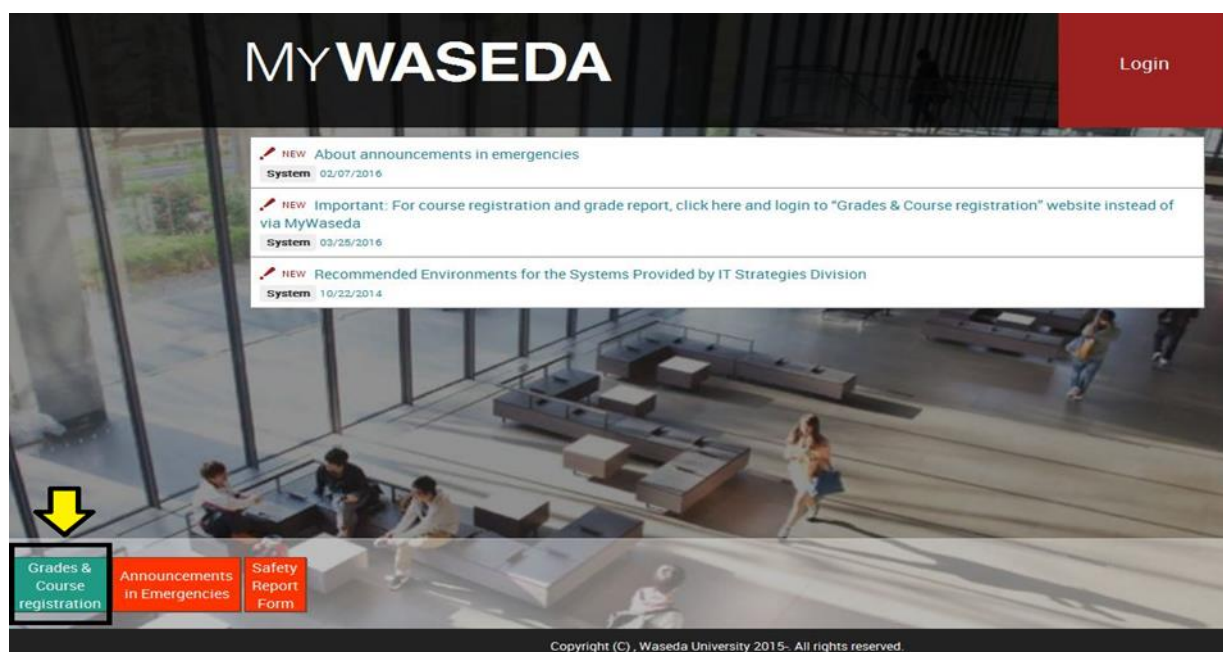 MYWASEDA
Login
NEW About announcements in emergencies
System 02/07/2016
NEW Important: For course registration and grade report, click here and login to “Grades & Course registration” website instead of
via MyWaseda
System 03/25/2016
NEW Recommended Environments for the Systems Provided by IT Strategies Division
System 10/22/2014
Grades &
Course
registration
Announcements
in Emergencies
Safety
Report
Form
Copyright (C) , Waseda University 2015-. All rights reserved.